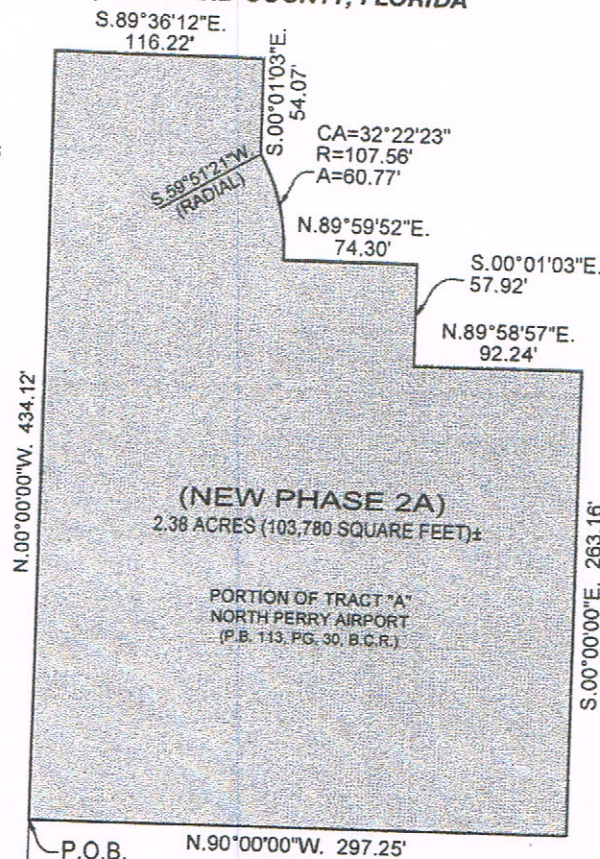 COUNTY, FLORIDA
S.89°36'12"E.
116.22'
S.00°01'03"E.
54.07'
CA=32°22'23"
R=107.56'
A=60.77'
S.59°51'21"W.
(RADIAL)
N.89°59'52"E.
74.30'
S.00°01'03"E.
57.92'
N.89°58'57"E.
92.24'
N.00°00'00"W. 434.12'
(NEW PHASE 2A)
2.38 ACRES (103,780 SQUARE FEET)±
PORTION OF TRACT "A"
NORTH PERRY AIRPORT
(P.B. 113, PG. 30, B.C.R.)
S.00°00'00"E. 263.16'
P.O.B.
N.90°00'00"W. 297.25'